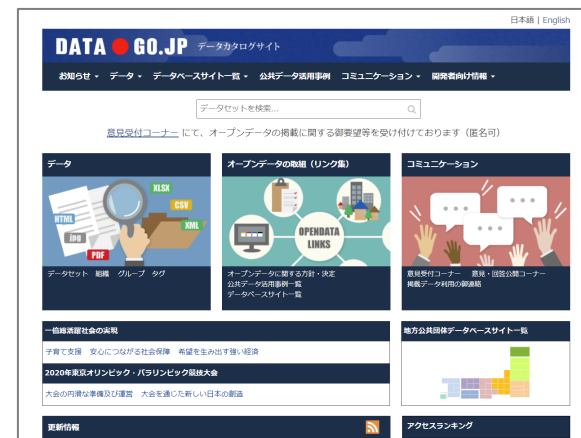 日本語 | English
DATA GO.JP データカタログサイト
お知らせ データ データベースサイト一覧 公共データ活用事例 コミュニケーション 開発者向け情報
データセットを検索...
意見受付コーナー にて、オープンデータの掲載に関する御要望等を受け付けております（匿名可）
データ
XLSX
CSV
HTML
XML
jpg
PDF
データセット 組織 グループ タグ
オープンデータの取組（リンク集）
OPENDATA
LINKS
オープンデータに関する方針・決定
公共データ活用事例一覧
データベースサイト一覧
コミュニケーション
意見受付コーナー 意見・回答公開コーナー
掲載データ利用の御連絡
一億総活躍社会の実現
子育て支援 安心につながる社会保障 希望を生み出す強い経済
2020年東京オリンピック・パラリンピック競技大会
大会の円滑な準備及び運営 大会を通じた新しい日本の創造
地方公共団体データベースサイト一覧
更新情報
アクセスランキング